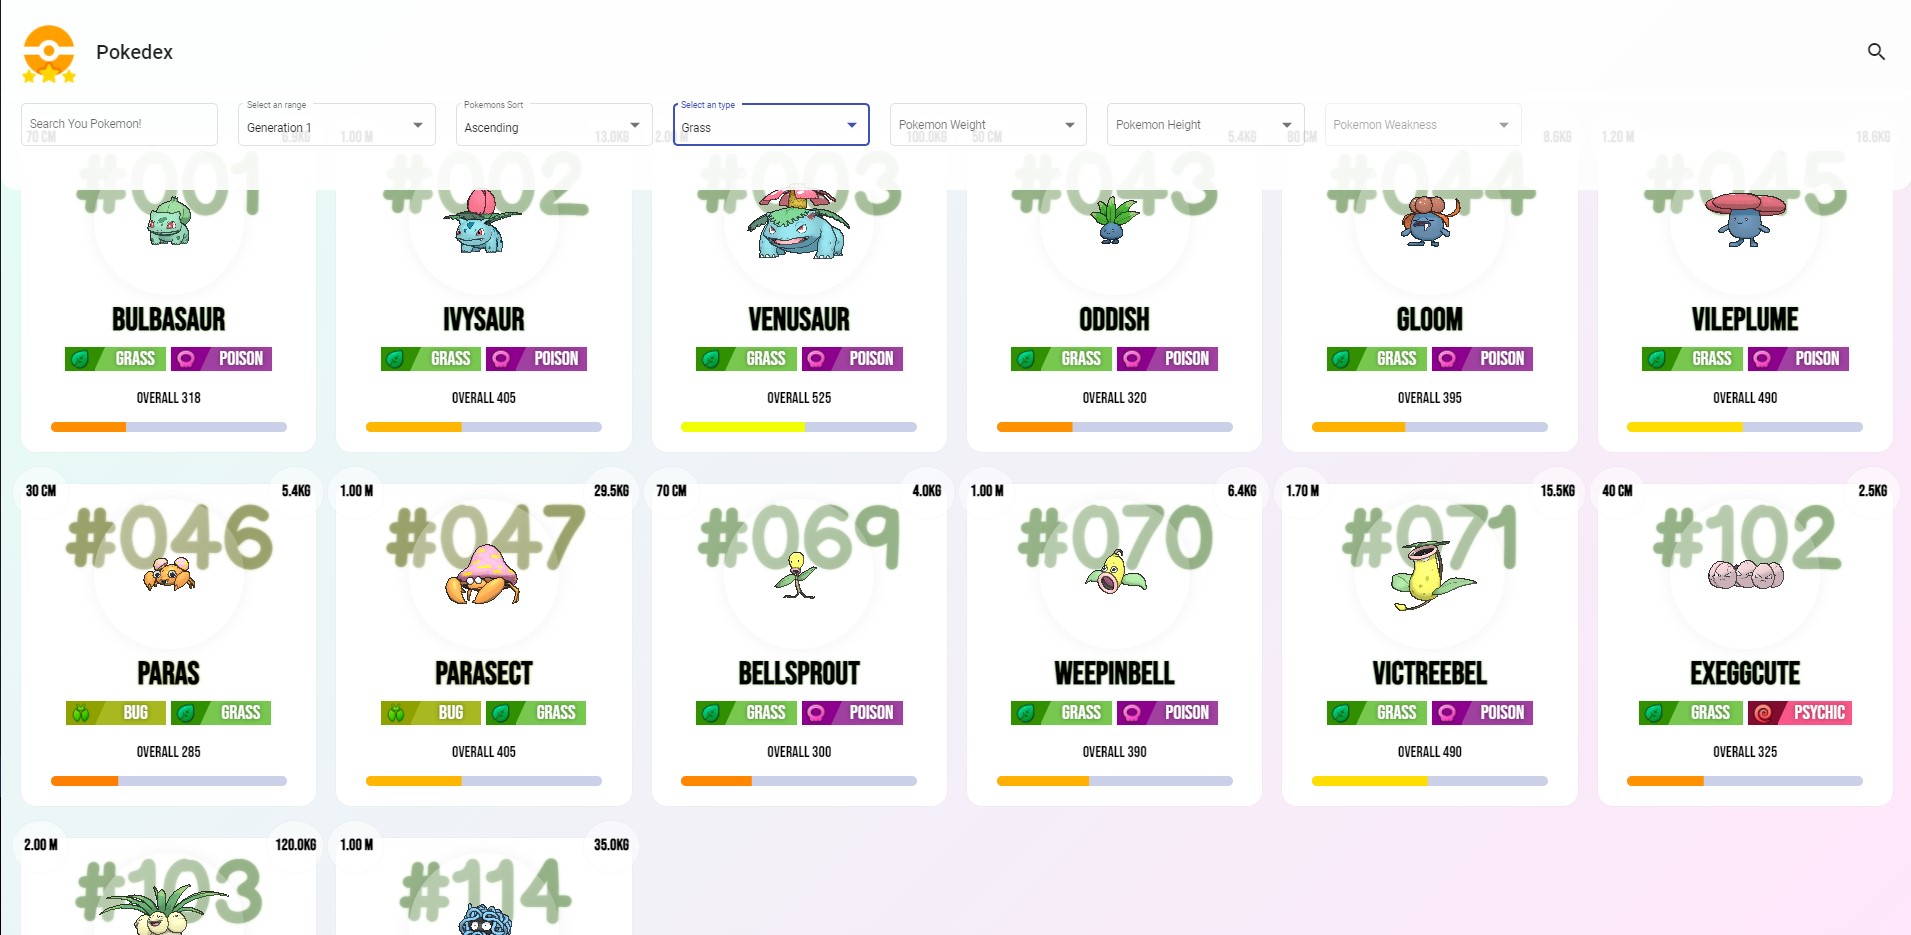 Pokedex
Select an range Pokemons Sort Select an type
Search You Pokemon! Generation 1 Ascending Grass Pokemon Weight Pokemon Height Pokemon Weakness
70 CM 6.9KG 1.00 M 13.0KG 2.00 M 100.0KG 50 CM 5.4KG 80 CM 8.6KG 1.20 M 18.6KG
#001 #002 #003 #043 #044 #045
BULBASAUR IVYSAUR VENUSAUR ODDISH GLOOM VILEPLUME
GRASS POISON GRASS POISON GRASS POISON GRASS POISON GRASS POISON GRASS POISON
OVERALL 318 OVERALL 405 OVERALL 525 OVERALL 320 OVERALL 395 OVERALL 490
30 CM 5.4KG 1.00 M 29.5KG 70 CM 4.0KG 1.00 M 6.4KG 1.70 M 15.5KG 40 CM 2.5KG
#046 #047 #069 #070 #071 #102
PARAS PARASECT BELLSPROUT WEEPINBELL VICTREEBEL EXEGGCUTE
BUG GRASS BUG GRASS GRASS POISON GRASS POISON GRASS POISON GRASS PSYCHIC
OVERALL 285 OVERALL 405 OVERALL 300 OVERALL 390 OVERALL 490 OVERALL 325
2.00 M 120.0KG 1.00 M 35.0KG
#103 #114